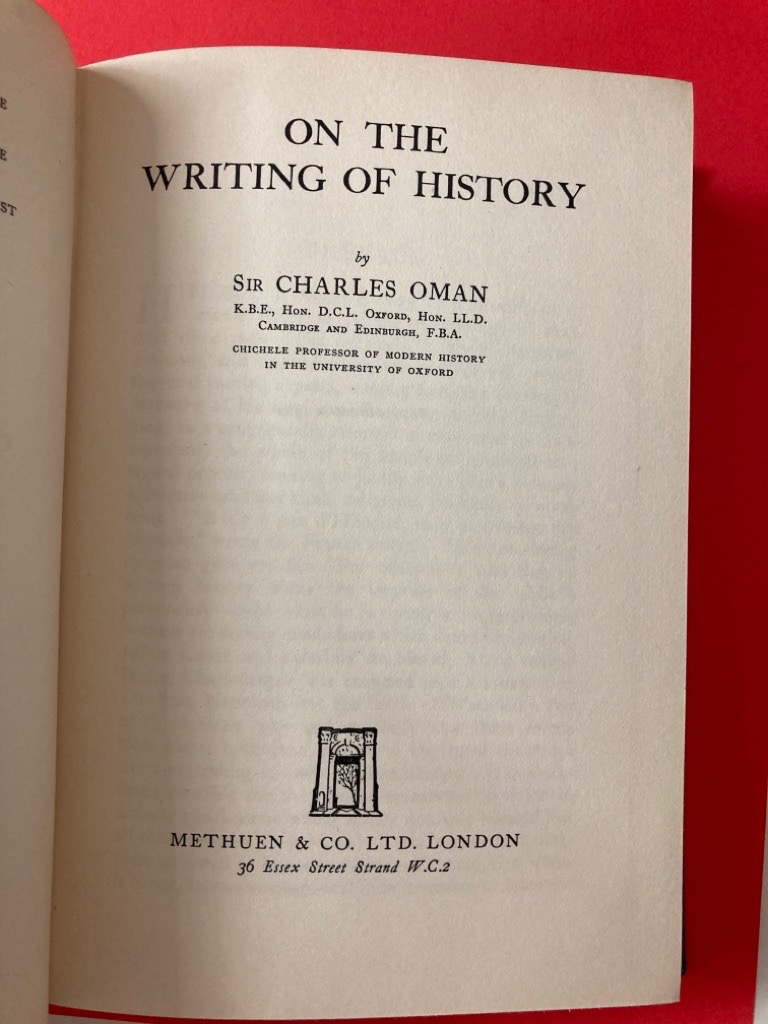 E
E
ST
ON THE
WRITING OF HISTORY
by
SIR CHARLES OMAN
K.B.E., HON. D.C.L. OXFORD, HON. LL.D.
CAMBRIDGE AND EDINBURGH, F.B.A.
CHICHELE PROFESSOR OF MODERN HISTORY
IN THE UNIVERSITY OF OXFORD
METHUEN & CO. LTD. LONDON
36 Essex Street Strand W.C.2